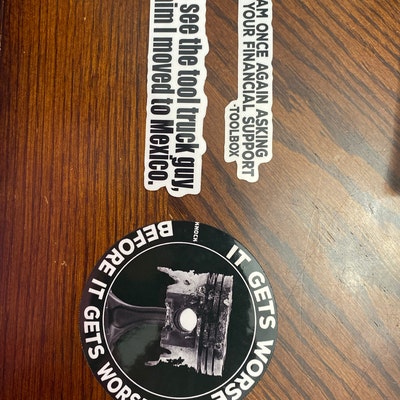 AM ONCE AGAIN ASKING
YOUR FINANCIAL SUPPORT
-TOOLBOX
see the tool truck guy,
him I moved to Mexico.
IT GETS WORSE
BEFORE IT GETS WORSE